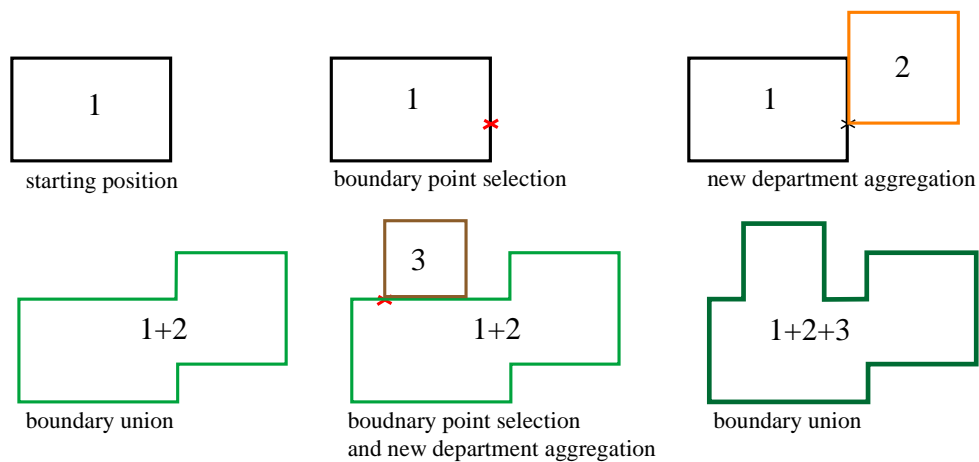 1
starting position
1
boundary point selection
1
2
new department aggregation
1+2
boundary union
3
1+2
boudnary point selection
and new department aggregation
1+2+3
boundary union